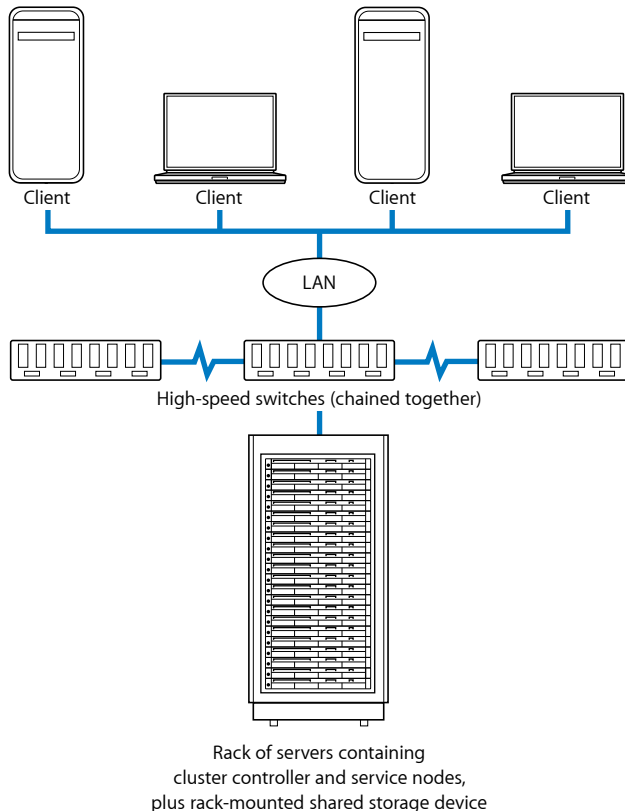 Client
Client
Client
Client
LAN
High-speed switches (chained together)
Rack of servers containing
cluster controller and service nodes,
plus rack-mounted shared storage device